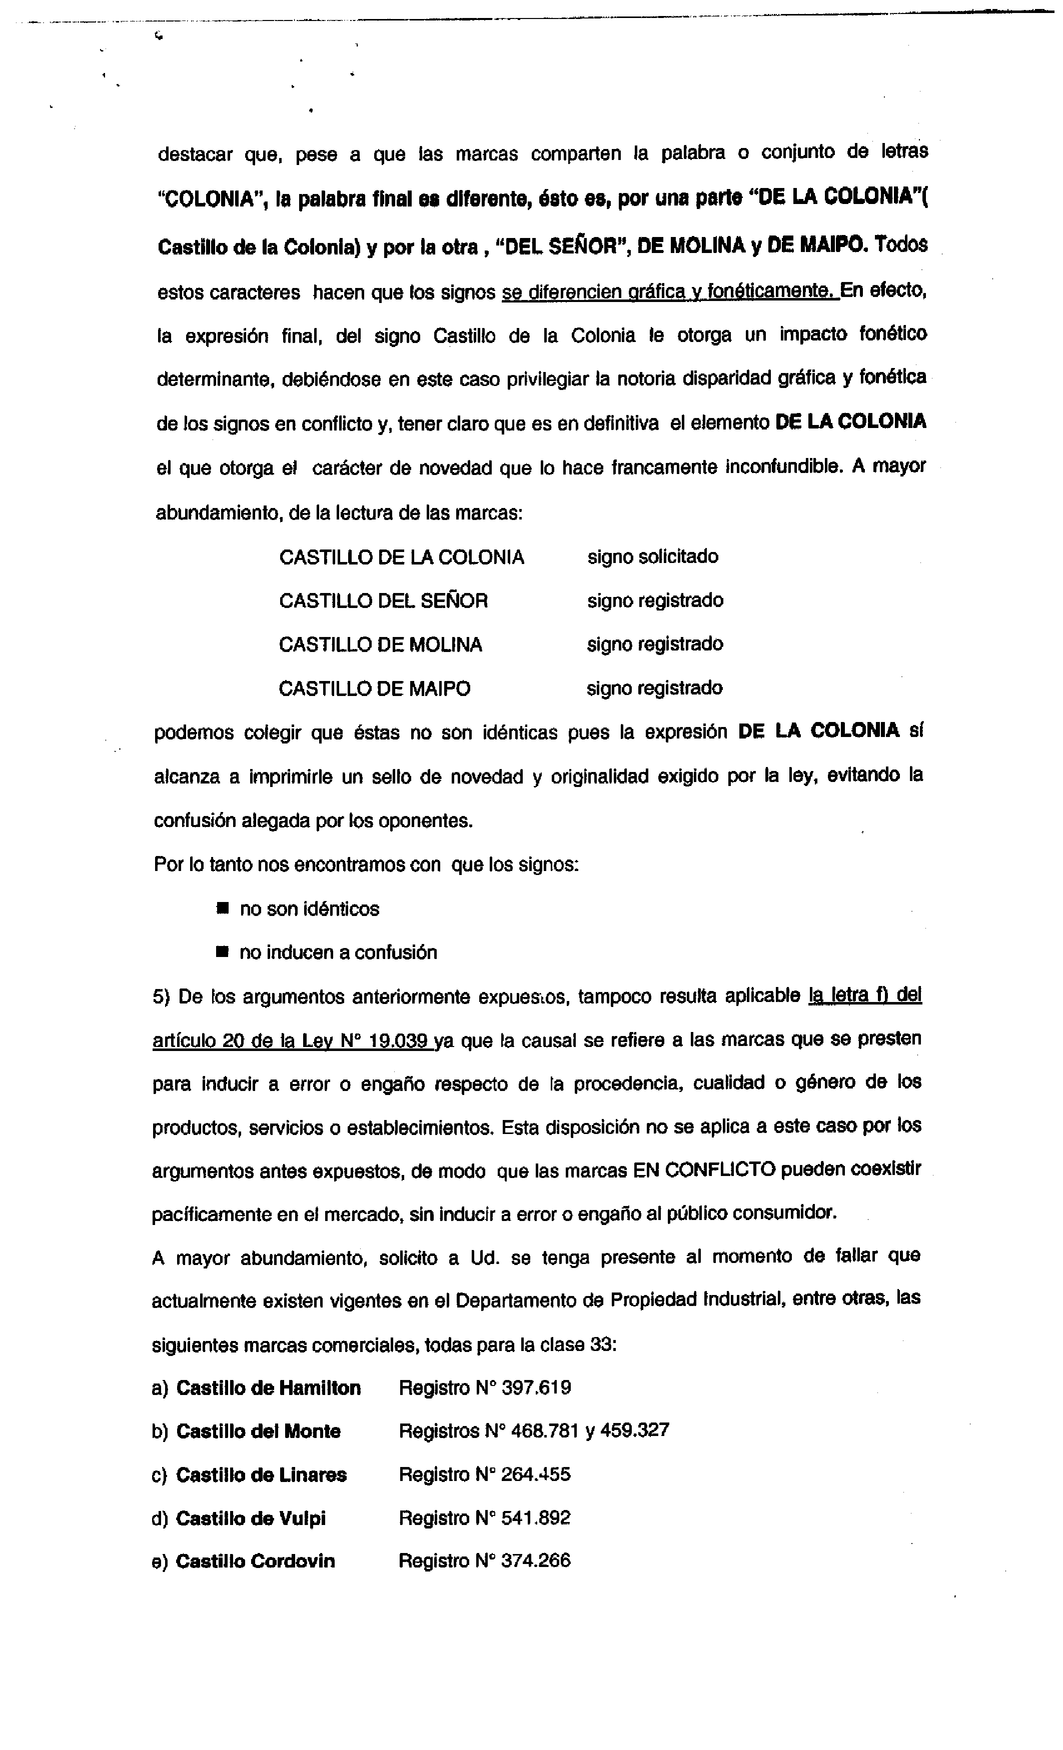 destacar que, pese a que las marcas comparten la palabra o conjunto de letras
"COLONIA", la palabra final es diferente, ésto es, por una parte "DE LA COLONIA"(
Castillo de la Colonia) y por la otra , "DEL SEÑOR", DE MOLINA y DE MAIPO. Todos
estos caracteres hacen que los signos se diferencien gráfica y fonéticamente. En efecto,
la expresión final, del signo Castillo de la Colonia le otorga un impacto fonético
determinante, debiéndose en este caso privilegiar la notoria disparidad gráfica y fonética
de los signos en conflicto y, tener claro que es en definitiva el elemento DE LA COLONIA
el que otorga el carácter de novedad que lo hace francamente inconfundible. A mayor
abundamiento, de la lectura de las marcas:
CASTILLO DE LA COLONIA signo solicitado
CASTILLO DEL SEÑOR signo registrado
CASTILLO DE MOLINA signo registrado
CASTILLO DE MAIPO signo registrado
podemos colegir que éstas no son idénticas pues la expresión DE LA COLONIA sí
alcanza a imprimirle un sello de novedad y originalidad exigido por la ley, evitando la
confusión alegada por los oponentes.
Por lo tanto nos encontramos con que los signos:
■ no son idénticos
■ no inducen a confusión
5) De los argumentos anteriormente expuestos, tampoco resulta aplicable la letra f) del
artículo 20 de la Ley Nº 19.039 ya que la causal se refiere a las marcas que se presten
para inducir a error o engaño respecto de la procedencia, cualidad o género de los
productos, servicios o establecimientos. Esta disposición no se aplica a este caso por los
argumentos antes expuestos, de modo que las marcas EN CONFLICTO pueden coexistir
pacíficamente en el mercado, sin inducir a error o engaño al público consumidor.
A mayor abundamiento, solicito a Ud. se tenga presente al momento de fallar que
actualmente existen vigentes en el Departamento de Propiedad Industrial, entre otras, las
siguientes marcas comerciales, todas para la clase 33:
a) Castillo de Hamilton Registro Nº 397.619
b) Castillo del Monte Registros Nº 468.781 y 459.327
c) Castillo de Linares Registro Nº 264.455
d) Castillo de Vulpi Registro Nº 541.892
e) Castillo Cordovin Registro Nº 374.266